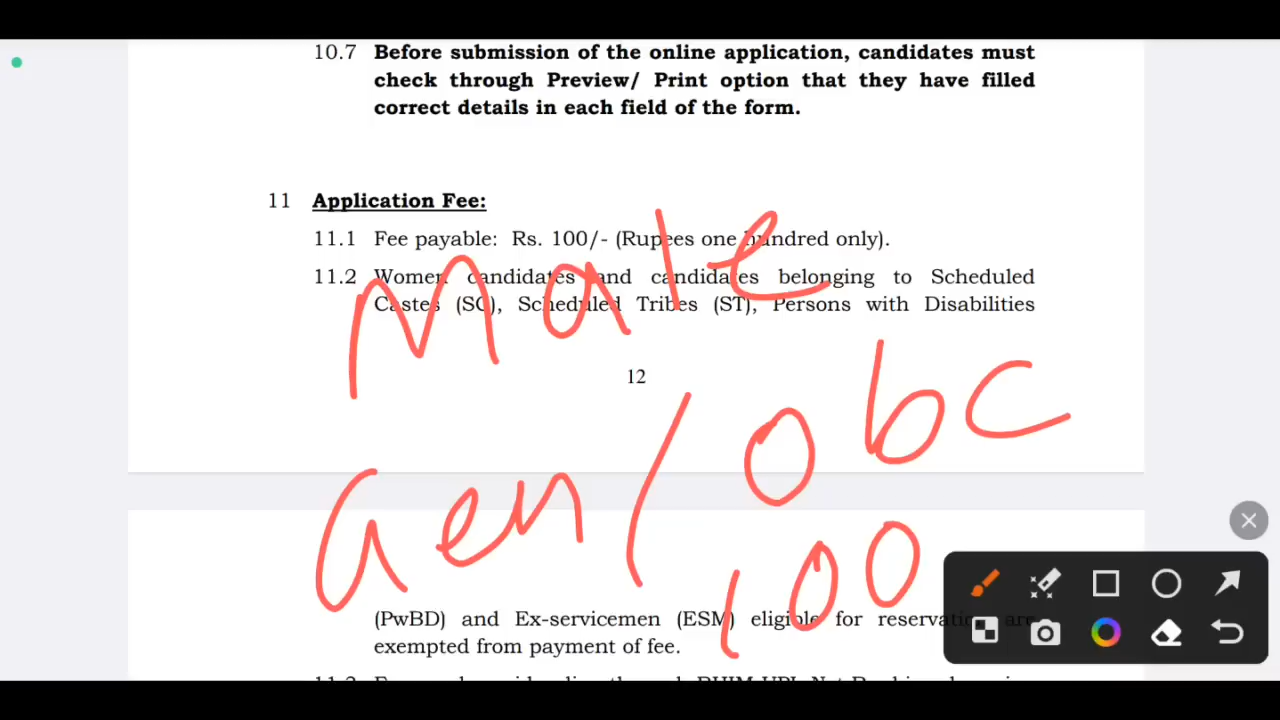 10.7 Before submission of the online application, candidates must
check through Preview/ Print option that they have filled
correct details in each field of the form.
11 Application Fee:
11.1 Fee payable: Rs. 100/- (Rupees one hundred only).
11.2 Women candidates and candidates belonging to Scheduled
Castes (SC), Scheduled Tribes (ST), Persons with Disabilities
Male
12
Gen/ obc
100
(PwBD) and Ex-servicemen (ESM) eligible for reservation are
exempted from payment of fee.